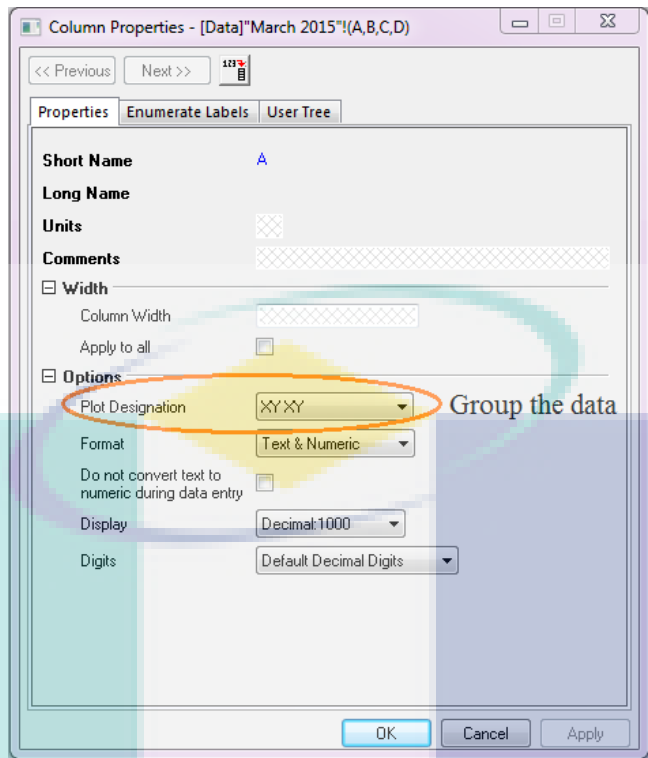 Column Properties - [Data]"March 2015"!(A,B,C,D)
<< Previous Next >> 123
Properties Enumerate Labels User Tree
Short Name A
Long Name
Units
Comments
Width
Column Width
Apply to all
Options
Plot Designation XYXY Group the data
Format Text & Numeric
Do not convert text to
numeric during data entry
Display Decimal:1000
Digits Default Decimal Digits
OK Cancel Apply